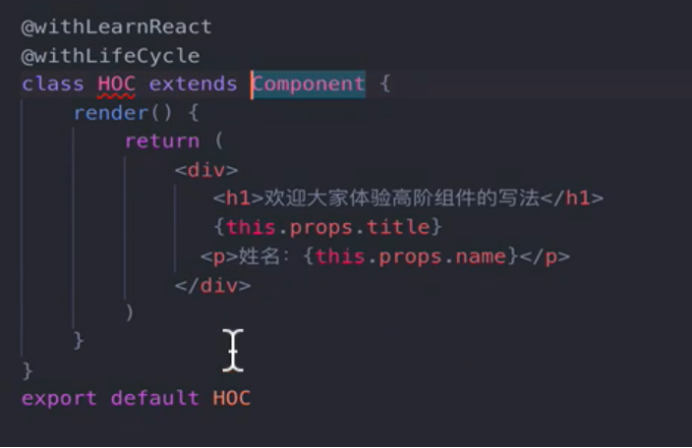 @withLearnReact
@withLifeCycle
class HOC extends Component {
render() {
return (
<div>
<h1>欢迎大家体验高阶组件的写法</h1>
{this.props.title}
<p>姓名：{this.props.name}</p>
</div>
)
}
}
export default HOC